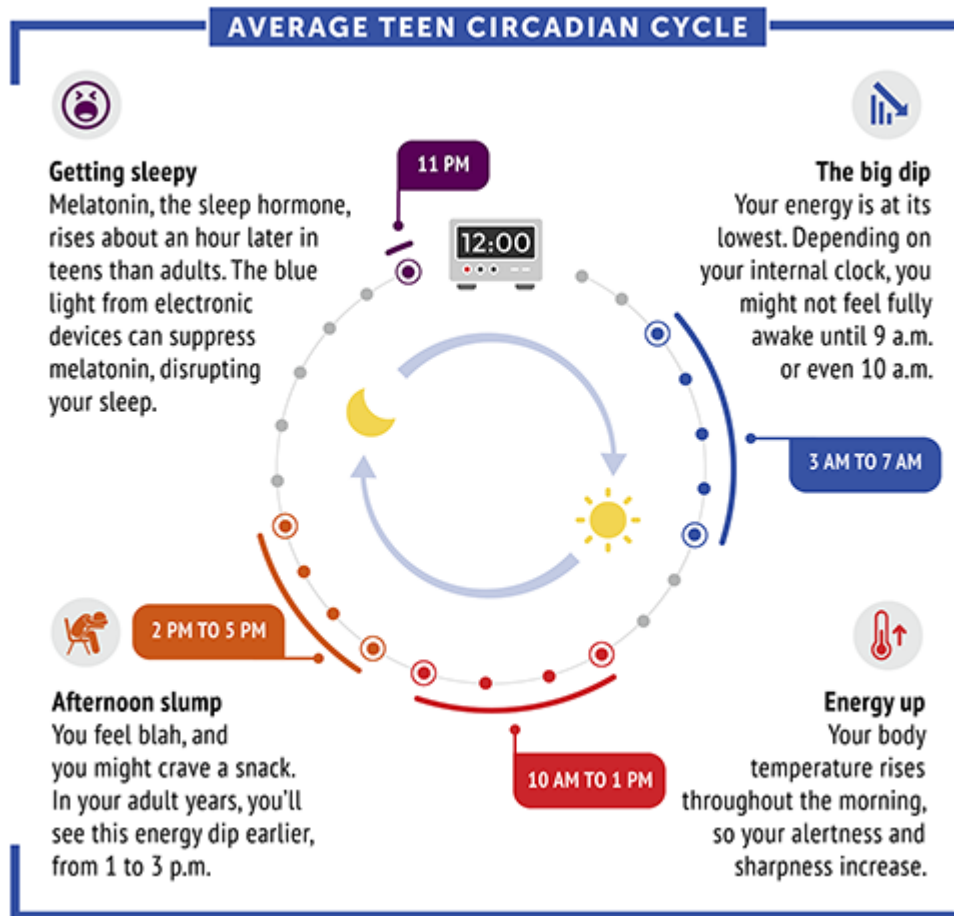 AVERAGE TEEN CIRCADIAN CYCLE
Getting sleepy
Melatonin, the sleep hormone,
rises about an hour later in
teens than adults. The blue
light from electronic
devices can suppress
melatonin, disrupting
your sleep.
11 PM
12:00
The big dip
Your energy is at its
lowest. Depending on
your internal clock, you
might not feel fully
awake until 9 a.m.
or even 10 a.m.
3 AM TO 7 AM
2 PM TO 5 PM
Afternoon slump
You feel blah, and
you might crave a snack.
In your adult years, you’ll
see this energy dip earlier,
from 1 to 3 p.m.
10 AM TO 1 PM
Energy up
Your body
temperature rises
throughout the morning,
so your alertness and
sharpness increase.